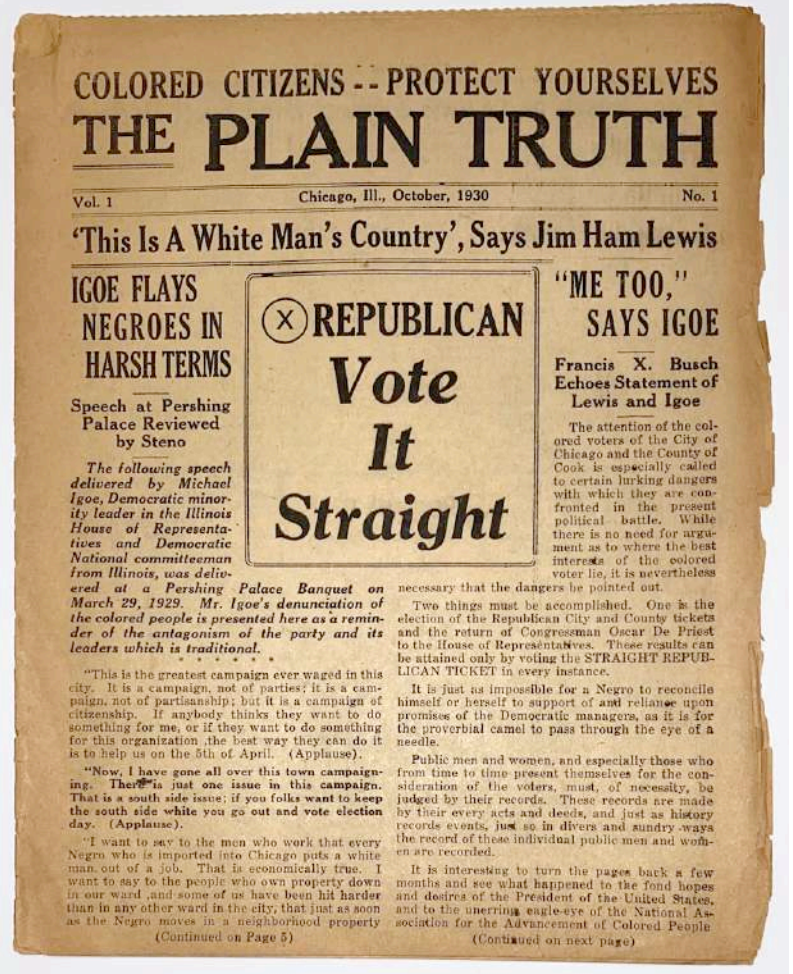 COLORED CITIZENS -- PROTECT YOURSELVES
THE PLAIN TRUTH
Vol. 1
Chicago, Ill., October, 1930
No. 1
'This Is A White Man's Country', Says Jim Ham Lewis
IGOE FLAYS
NEGROES IN
HARSH TERMS
Speech at Pershing
Palace Reviewed
by Steno
The following speech
delivered by Michael
Igoe, Democratic minor-
ity leader in the Illinois
House of Representa-
tives and Democratic
National committeeman
from Illinois, was deliv-
ered at a Pershing Palace Banquet on
March 29, 1929. Mr. Igoe's denunciation of
the colored people is presented here as a remin-
der of the antagonism of the party and its
leaders which is traditional.
* * * * * *
"This is the greatest campaign ever waged in this
city. It is a campaign, not of parties; it is a cam-
paign, not of partisanship; but it is a campaign of
citizenship. If anybody thinks they want to do
something for me, or if they want to do something
for this organization ,the best way they can do it
is to help us on the 5th of April. (Applause).
"Now, I have gone all over this town campaign-
ing. There is just one issue in this campaign.
That is a south side issue; if you folks want to keep
the south side white you go out and vote election
day. (Applause).
"I want to say to the men who work that every
Negro who is imported into Chicago puts a white
man out of a job. That is economically true. I
want to say to the people who own property down
in our ward ,and some of us have been hit harder
than in any other ward in the city, that just as soon
as the Negro moves in a neighborhood property
(Continued on Page 5)
X REPUBLICAN
Vote
It
Straight
"ME TOO,"
SAYS IGOE
Francis X. Busch
Echoes Statement of
Lewis and Igoe
The attention of the col-
ored voters of the City of
Chicago and the County of
Cook is especially called
to certain lurking dangers
with which they are con-
fronted in the present
political battle. While
there is no need for argu-
ment as to where the best
interests of the colored
voter lie, it is nevertheless
necessary that the dangers be pointed out.
Two things must be accomplished. One is the
election of the Republican City and County tickets
and the return of Congressman Oscar De Priest
to the House of Representatives. These results can
be attained only by voting the STRAIGHT REPUB-
LICAN TICKET in every instance.
It is just as impossible for a Negro to reconcile
himself or herself to support of and reliance upon
promises of the Democratic managers, as it is for
the proverbial camel to pass through the eye of a
needle.
Public men and women, and especially those who
from time to time present themselves for the con-
sideration of the voters, must, of necessity, be
judged by their records. These records are made
by their every acts and deeds, and just as history
records events, just so in divers and sundry ways
the record of these individual public men and wom-
en are recorded.
It is interesting to turn the pages back a few
months and see what happened to the fond hopes
and desires of the President of the United States,
and to the unerring eagle-eye of the National As-
sociation for the Advancement of Colored People
(Continued on next page)